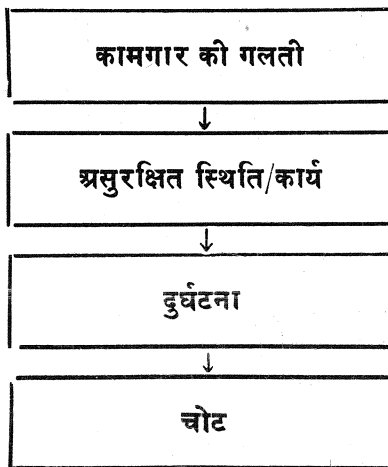 कामगार की गलती
असुरक्षित स्थिति/कार्य
दुर्घटना
चोट